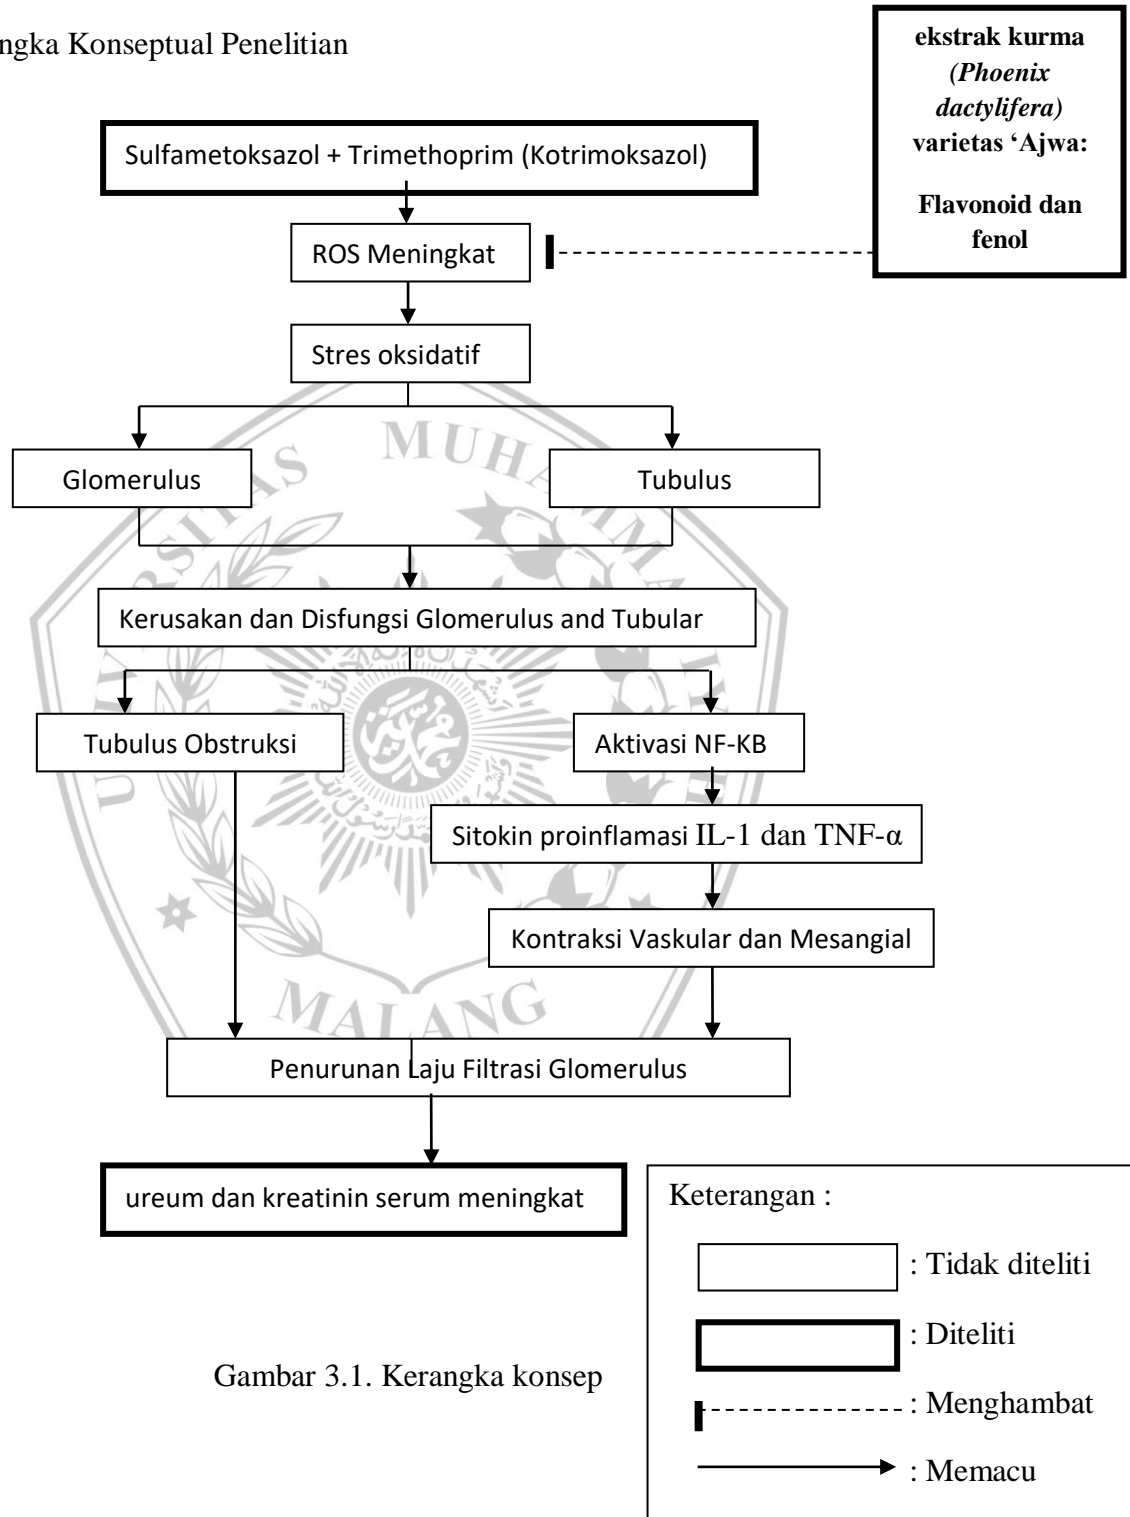 ngka Konseptual Penelitian
ekstrak kurma
(Phoenix
dactylifera)
varietas ‘Ajwa:
Flavonoid dan
fenol
Sulfametoksazol + Trimethoprim (Kotrimoksazol)
ROS Meningkat
Stres oksidatif
Glomerulus
Tubulus
Kerusakan dan Disfungsi Glomerulus and Tubular
Tubulus Obstruksi
Aktivasi NF-KB
Sitokin proinflamasi IL-1 dan TNF-α
Kontraksi Vaskular dan Mesangial
Penurunan Laju Filtrasi Glomerulus
ureum dan kreatinin serum meningkat
Keterangan :
: Tidak diteliti
: Diteliti
: Menghambat
: Memacu
Gambar 3.1. Kerangka konsep
MALANG